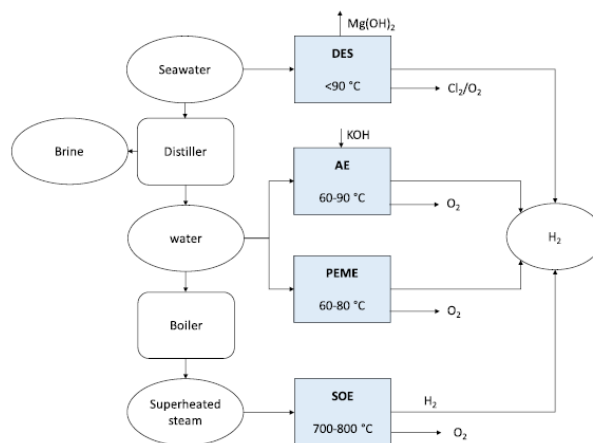 Mg(OH)₂
Seawater
DES
<90 °C
Cl₂/O₂
KOH
Brine
Distiller
AE
60-90 °C
O₂
water
H₂
PEME
60-80 °C
O₂
Boiler
Superheated
steam
SOE
700-800 °C
H₂
O₂